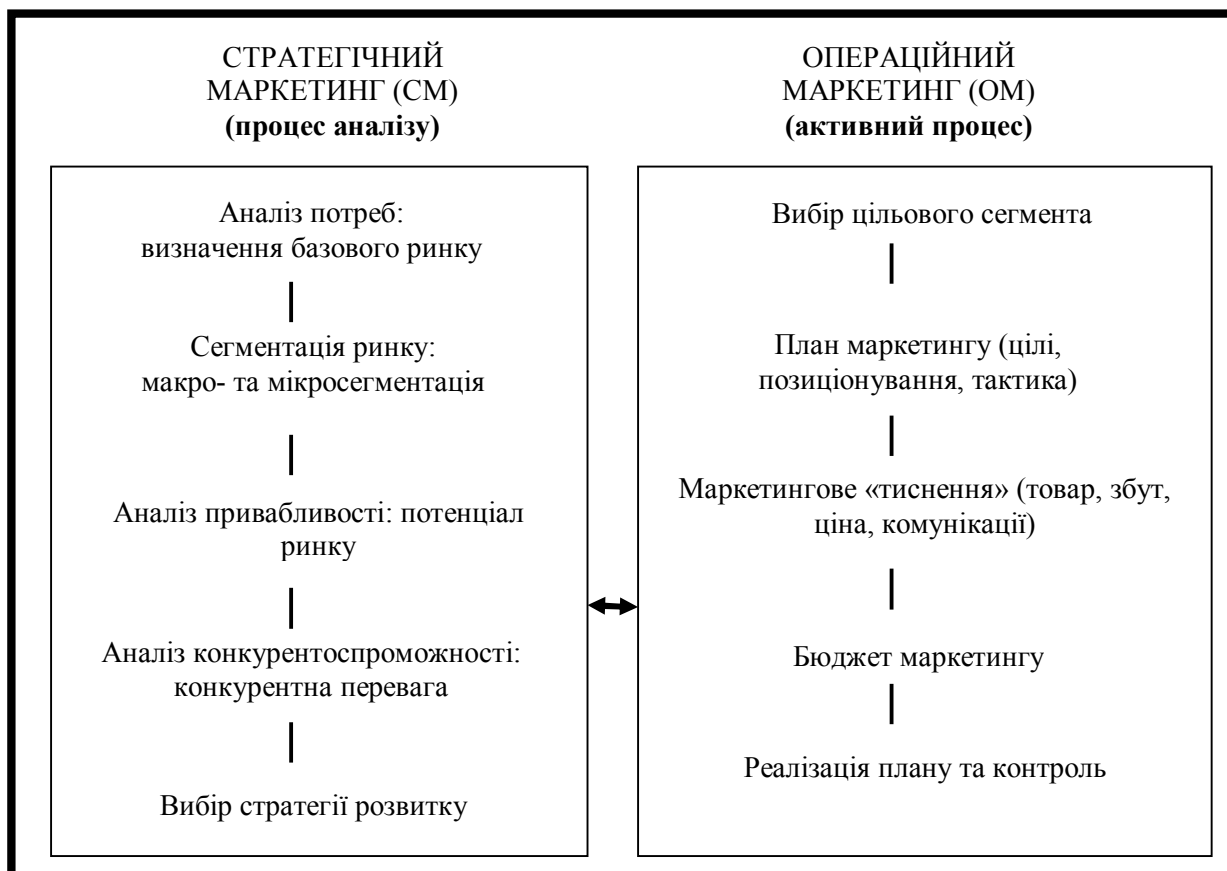 СТРАТЕГІЧНИЙ
МАРКЕТИНГ (СМ)
(процес аналізу)
Аналіз потреб:
визначення базового ринку
Сегментація ринку:
макро- та мікросегментація
Аналіз привабливості: потенціал
ринку
Аналіз конкурентоспроможності:
конкурентна перевага
Вибір стратегії розвитку
ОПЕРАЦІЙНИЙ
МАРКЕТИНГ (ОМ)
(активний процес)
Вибір цільового сегмента
План маркетингу (цілі,
позиціонування, тактика)
Маркетингове «тиснення» (товар, збут,
ціна, комунікації)
Бюджет маркетингу
Реалізація плану та контроль